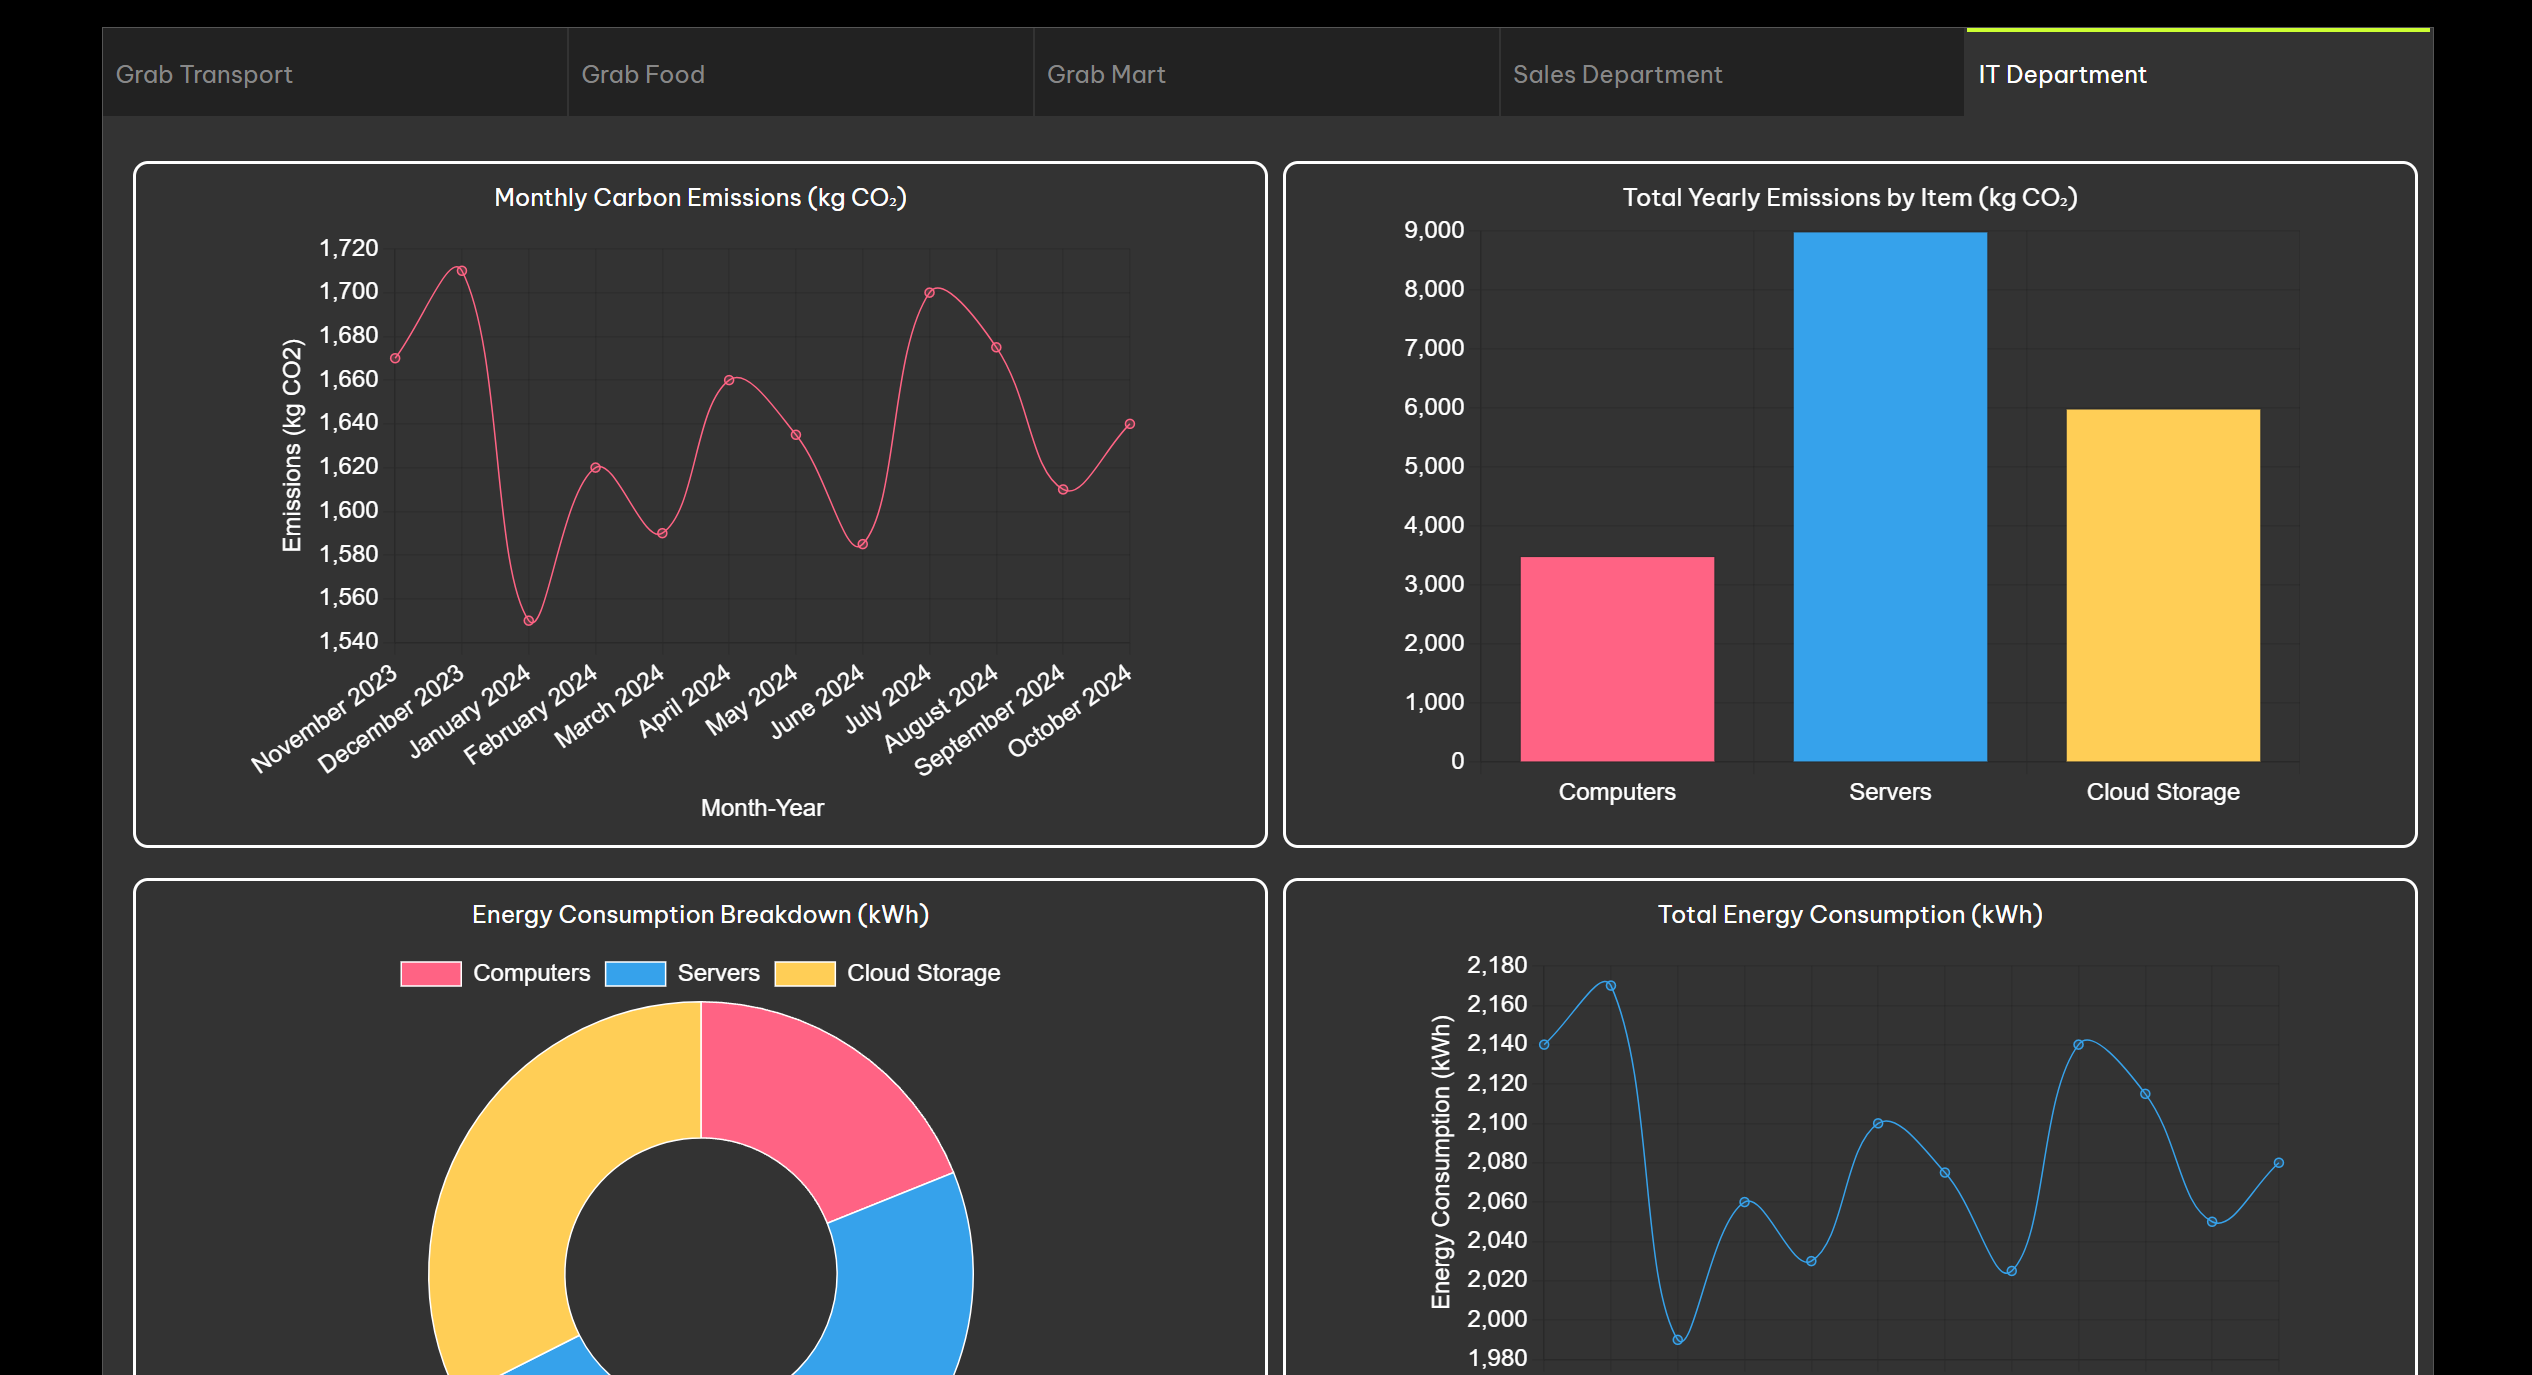 Grab Transport
Grab Food
Grab Mart
Sales Department
IT Department
Monthly Carbon Emissions (kg CO₂)
Emissions (kg CO2)
1,720
1,700
1,680
1,660
1,640
1,620
1,600
1,580
1,560
1,540
November 2023
December 2023
January 2024
February 2024
March 2024
April 2024
May 2024
June 2024
July 2024
August 2024
September 2024
October 2024
Month-Year
Total Yearly Emissions by Item (kg CO₂)
9,000
8,000
7,000
6,000
5,000
4,000
3,000
2,000
1,000
0
Computers
Servers
Cloud Storage
Energy Consumption Breakdown (kWh)
Computers
Servers
Cloud Storage
Total Energy Consumption (kWh)
Energy Consumption (kWh)
2,180
2,160
2,140
2,120
2,100
2,080
2,060
2,040
2,020
2,000
1,980